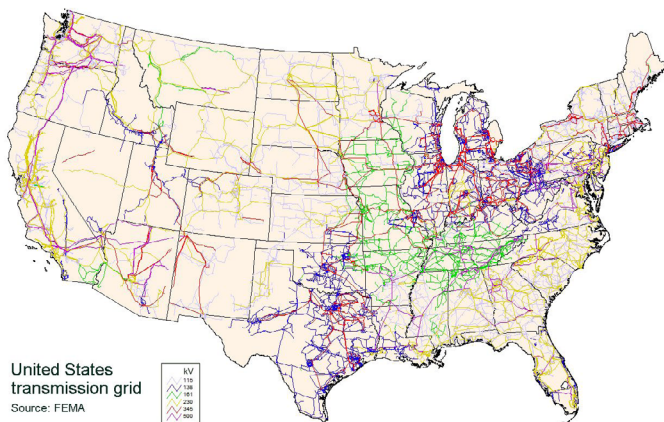 United States
transmission grid
Source: FEMA
kV
115
138
161
230
345
500